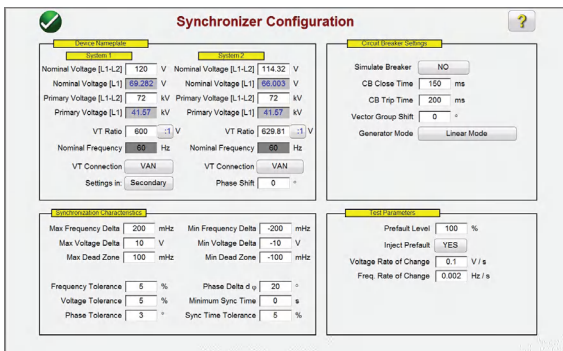 Synchronizer Configuration
?
Device Nameplate
System 1
System 2
Nominal Voltage [L1-L2] 120 V Nominal Voltage [L1-L2] 114.32 V
Nominal Voltage [L1] 69.282 V Nominal Voltage [L1] 66.003 V
Primary Voltage [L1-L2] 72 kV Primary Voltage [L1-L2] 72 kV
Primary Voltage [L1] 41.57 kV Primary Voltage [L1] 41.57 kV
VT Ratio 600 :1 V VT Ratio 629.81 :1 V
Nominal Frequency 60 Hz Nominal Frequency 60 Hz
VT Connection VAN VT Connection VAN
Settings in: Secondary Phase Shift 0 °
Circuit Breaker Settings
Simulate Breaker NO
CB Close Time 150 ms
CB Trip Time 200 ms
Vector Group Shift 0 °
Generator Mode Linear Mode
Synchronization Characteristics
Max Frequency Delta 200 mHz Min Frequency Delta -200 mHz
Max Voltage Delta 10 V Min Voltage Delta -10 V
Max Dead Zone 100 mHz Min Dead Zone -100 mHz
Frequency Tolerance 5 % Phase Delta d φ 20 °
Voltage Tolerance 5 % Minimum Sync Time 0 s
Phase Tolerance 3 ° Sync Time Tolerance 5 %
Test Parameters
Prefault Level 100 %
Inject Prefault YES
Voltage Rate of Change 0.1 V / s
Freq. Rate of Change 0.002 Hz / s